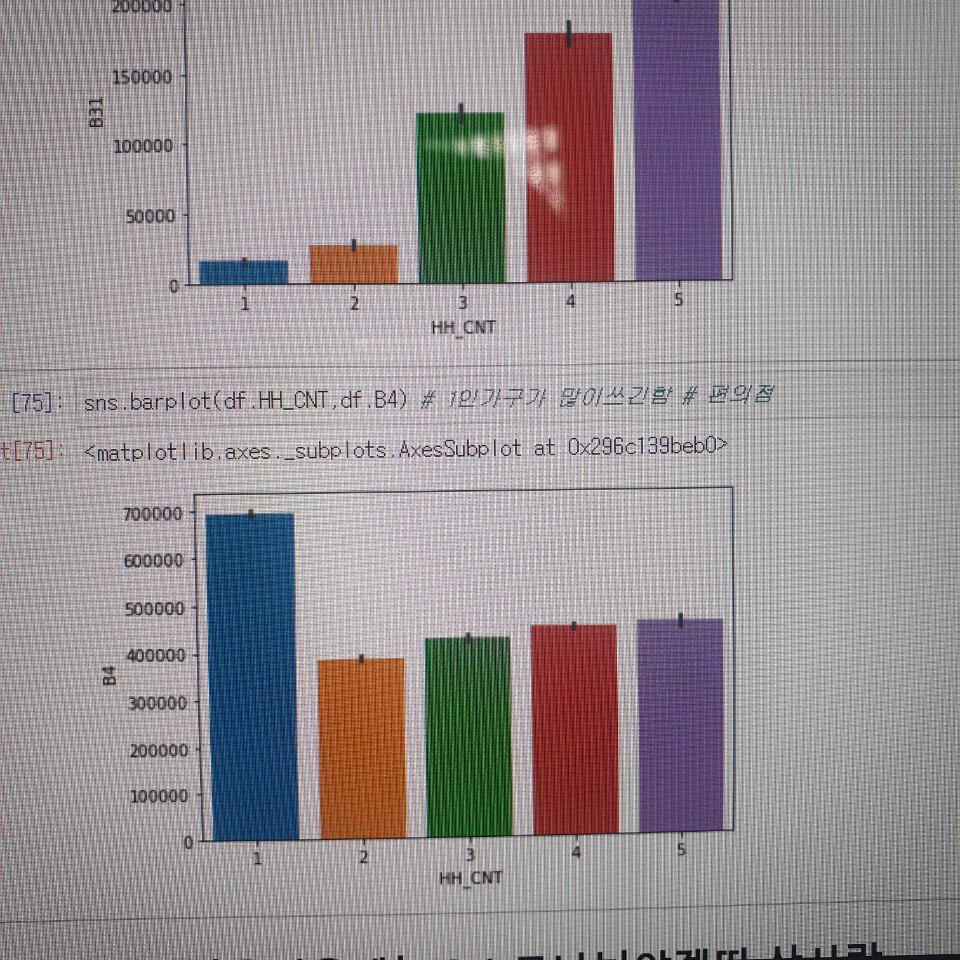 200000
150000
100000
50000
0
B31
1 2 3 4 5
HH_CNT
[75]: sns.barplot(df.HH_CNT,df.B4) # 1인가구가 많이쓰긴함 # 편의점
t[75]: <matplotlib.axes._subplots.AxesSubplot at 0x296c139beb0>
700000
600000
500000
400000
300000
200000
100000
0
B4
1 2 3 4 5
HH_CNT